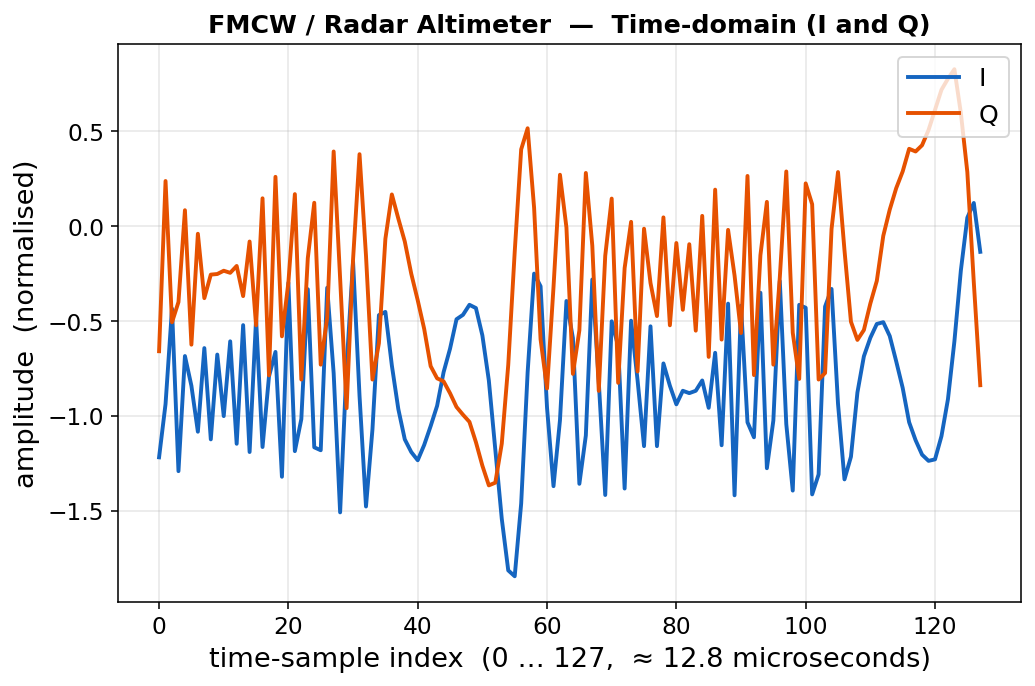 FMCW / Radar Altimeter — Time-domain (I and Q)
I
Q
amplitude (normalised)
0.5
0.0
−0.5
−1.0
−1.5
0 20 40 60 80 100 120
time-sample index (0 … 127, ≈ 12.8 microseconds)